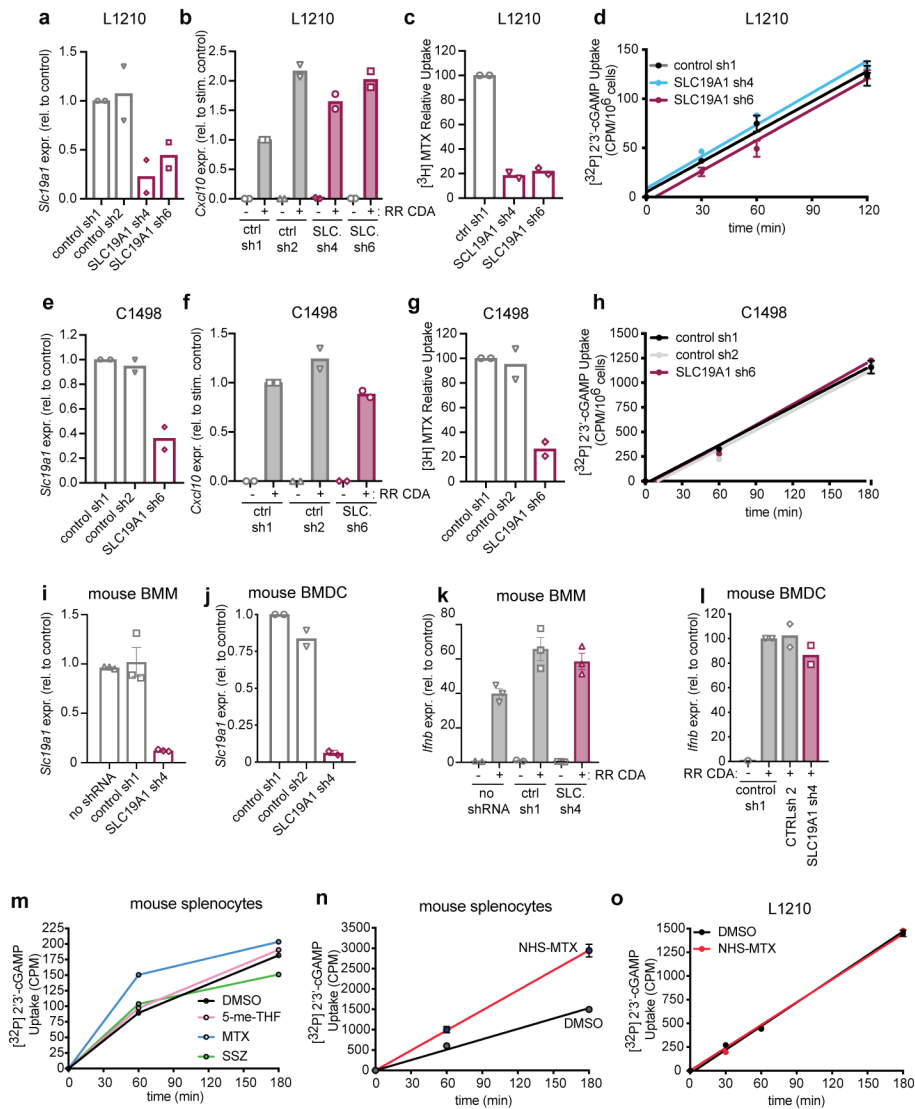 a
L1210
Slc19a1 expr. (rel. to control)
1.5
1.0
0.5
0.0
control sh1
control sh2
SLC19A1 sh4
SLC19A1 sh6
b
L1210
Cxcl10 expr. (rel. to stim. control)
2.5
2.0
1.5
1.0
0.5
0.0
- + - + - + - + : RR CDA
ctrl sh1
ctrl sh2
SLC. sh4
SLC. sh6
c
L1210
[³H] MTX Relative Uptake
120
100
80
60
40
20
0
ctrl sh1
SCL19A1 sh4
SLC19A1 sh6
d
L1210
[³²P] 2'3'-cGAMP Uptake
(CPM/10⁶ cells)
150
100
50
0
control sh1
SLC19A1 sh4
SLC19A1 sh6
0 30 60 90 120
time (min)
e
C1498
Slc19a1 expr. (rel. to control)
1.2
1.0
0.8
0.6
0.4
0.2
0.0
control sh1
control sh2
SLC19A1 sh6
f
C1498
Cxcl10 expr. (rel. to stim. control)
1.5
1.0
0.5
0.0
- + - + - + : RR CDA
ctrl sh1
ctrl sh2
SLC. sh6
g
C1498
[3H] MTX Relative Uptake
120
100
80
60
40
20
0
control sh1
control sh2
SLC19A1 sh6
h
C1498
[³²P] 2'3'-cGAMP Uptake
(CPM/10⁶ cells)
1500
1250
1000
750
500
250
0
control sh1
control sh2
SLC19A1 sh6
0 30 60 90 120 150 180
time (min)
i
mouse BMM
Slc19a1 expr. (rel. to control)
1.5
1
0.5
0
no shRNA
control sh1
SLC19A1 sh4
j
mouse BMDC
Slc19a1 expr. (rel. to control)
1.0
0.75
0.5
0.25
0
control sh1
control sh2
SLC19A1 sh4
k
mouse BMM
Ifnb expr. (rel. to control)
80
60
40
20
0
- + - + - + : RR CDA
no shRNA
ctrl sh1
SLC. sh4
l
mouse BMDC
Ifnb expr. (rel. to control)
120
100
80
60
40
20
0
RR CDA: - + + +
control sh1
CTRLsh 2
SLC19A1 sh4
m
mouse splenocytes
[³²P] 2'3'-cGAMP
Uptake (CPM)
225
200
175
150
125
100
75
50
25
0
DMSO
5-me-THF
MTX
SSZ
0 30 60 90 120 150 180
time (min)
n
mouse splenocytes
[³²P] 2'3'-cGAMP
Uptake (CPM)
3500
3000
2500
2000
1500
1000
500
0
NHS-MTX
DMSO
0 30 60 90 120 150 180
time (min)
o
L1210
[³²P] 2'3'-cGAMP
Uptake (CPM)
1500
1250
1000
750
500
250
0
DMSO
NHS-MTX
0 30 60 90 120 150 180
time (min)